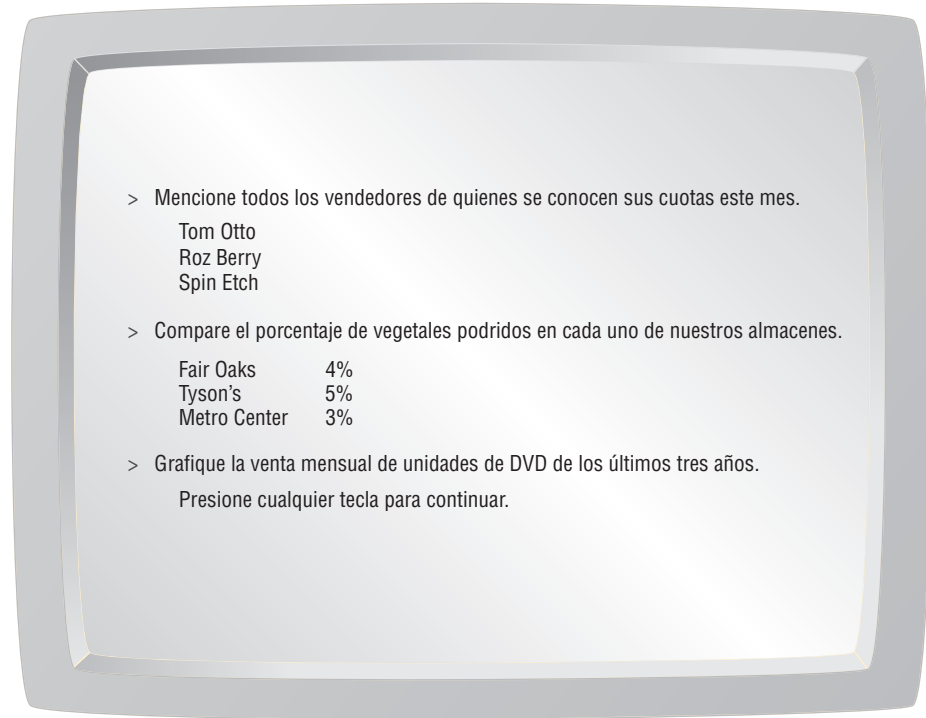 > Mencione todos los vendedores de quienes se conocen sus cuotas este mes.
Tom Otto
Roz Berry
Spin Etch
> Compare el porcentaje de vegetales podridos en cada uno de nuestros almacenes.
Fair Oaks 4%
Tyson's 5%
Metro Center 3%
> Grafique la venta mensual de unidades de DVD de los últimos tres años.
Presione cualquier tecla para continuar.